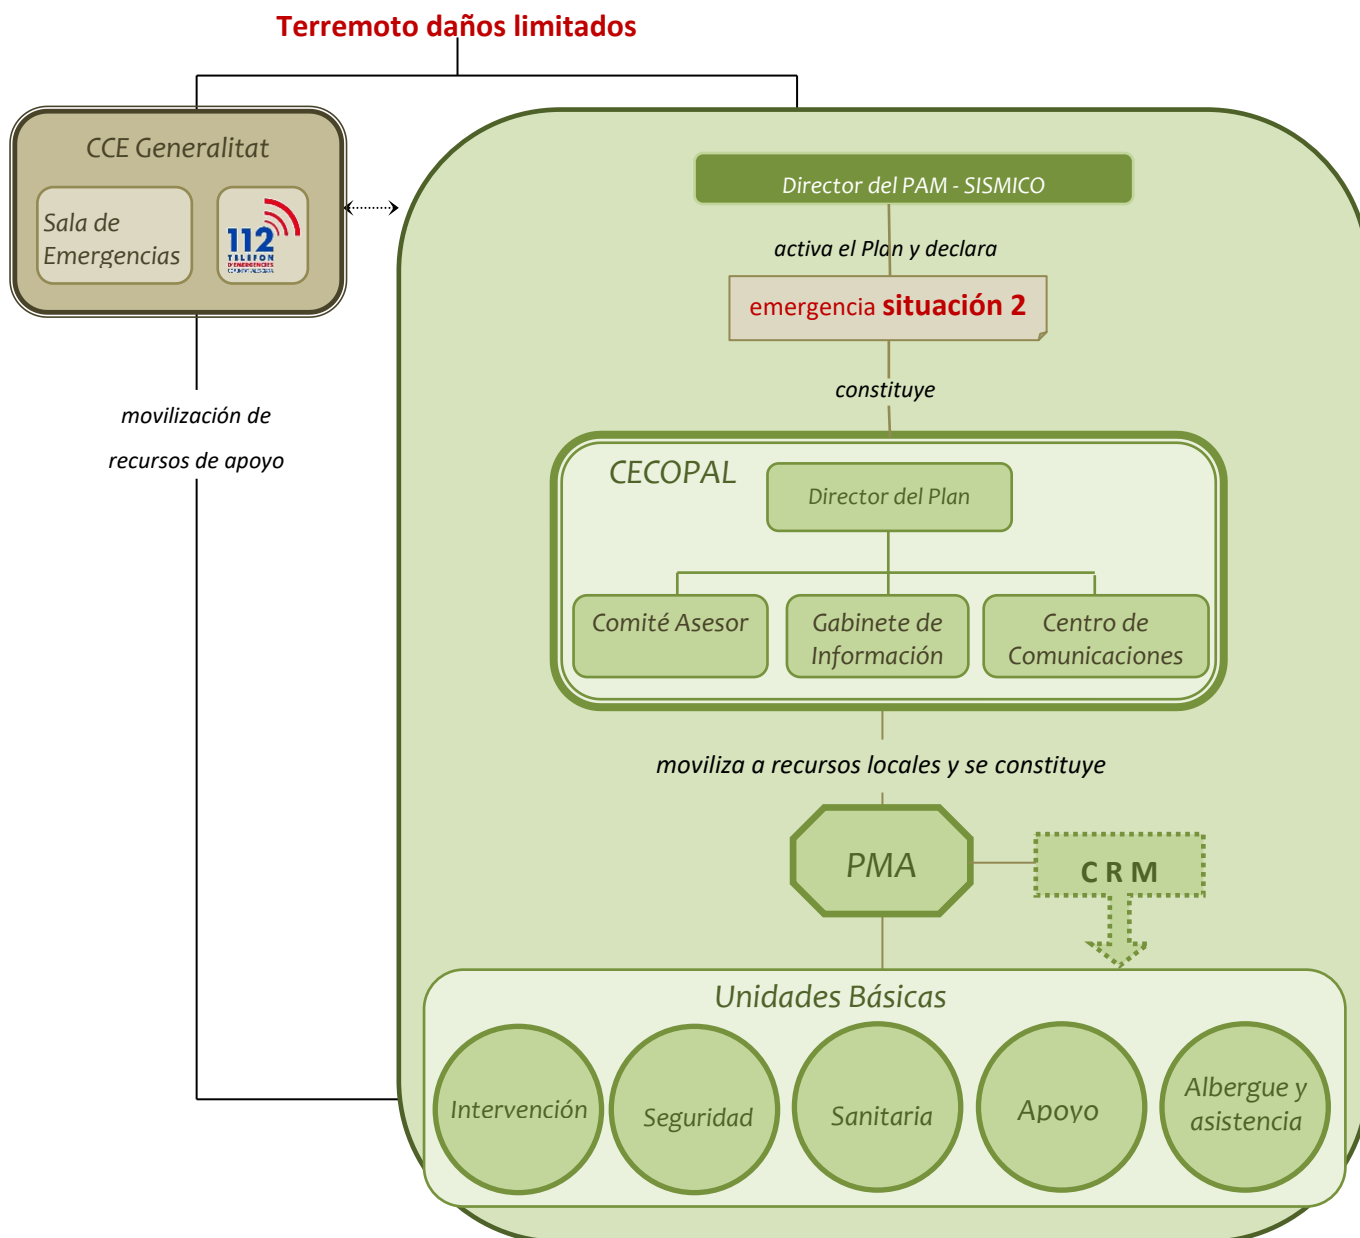 Terremoto daños limitados
CCE Generalitat
Sala de
Emergencias
112
TELÈFON
D'EMERGÈNCIES
Director del PAM - SISMICO
activa el Plan y declara
emergencia situación 2
constituye
movilización de
recursos de apoyo
CECOPAL
Director del Plan
Comité Asesor
Gabinete de
Información
Centro de
Comunicaciones
moviliza a recursos locales y se constituye
PMA
C R M
Unidades Básicas
Intervención
Seguridad
Sanitaria
Apoyo
Albergue y
asistencia